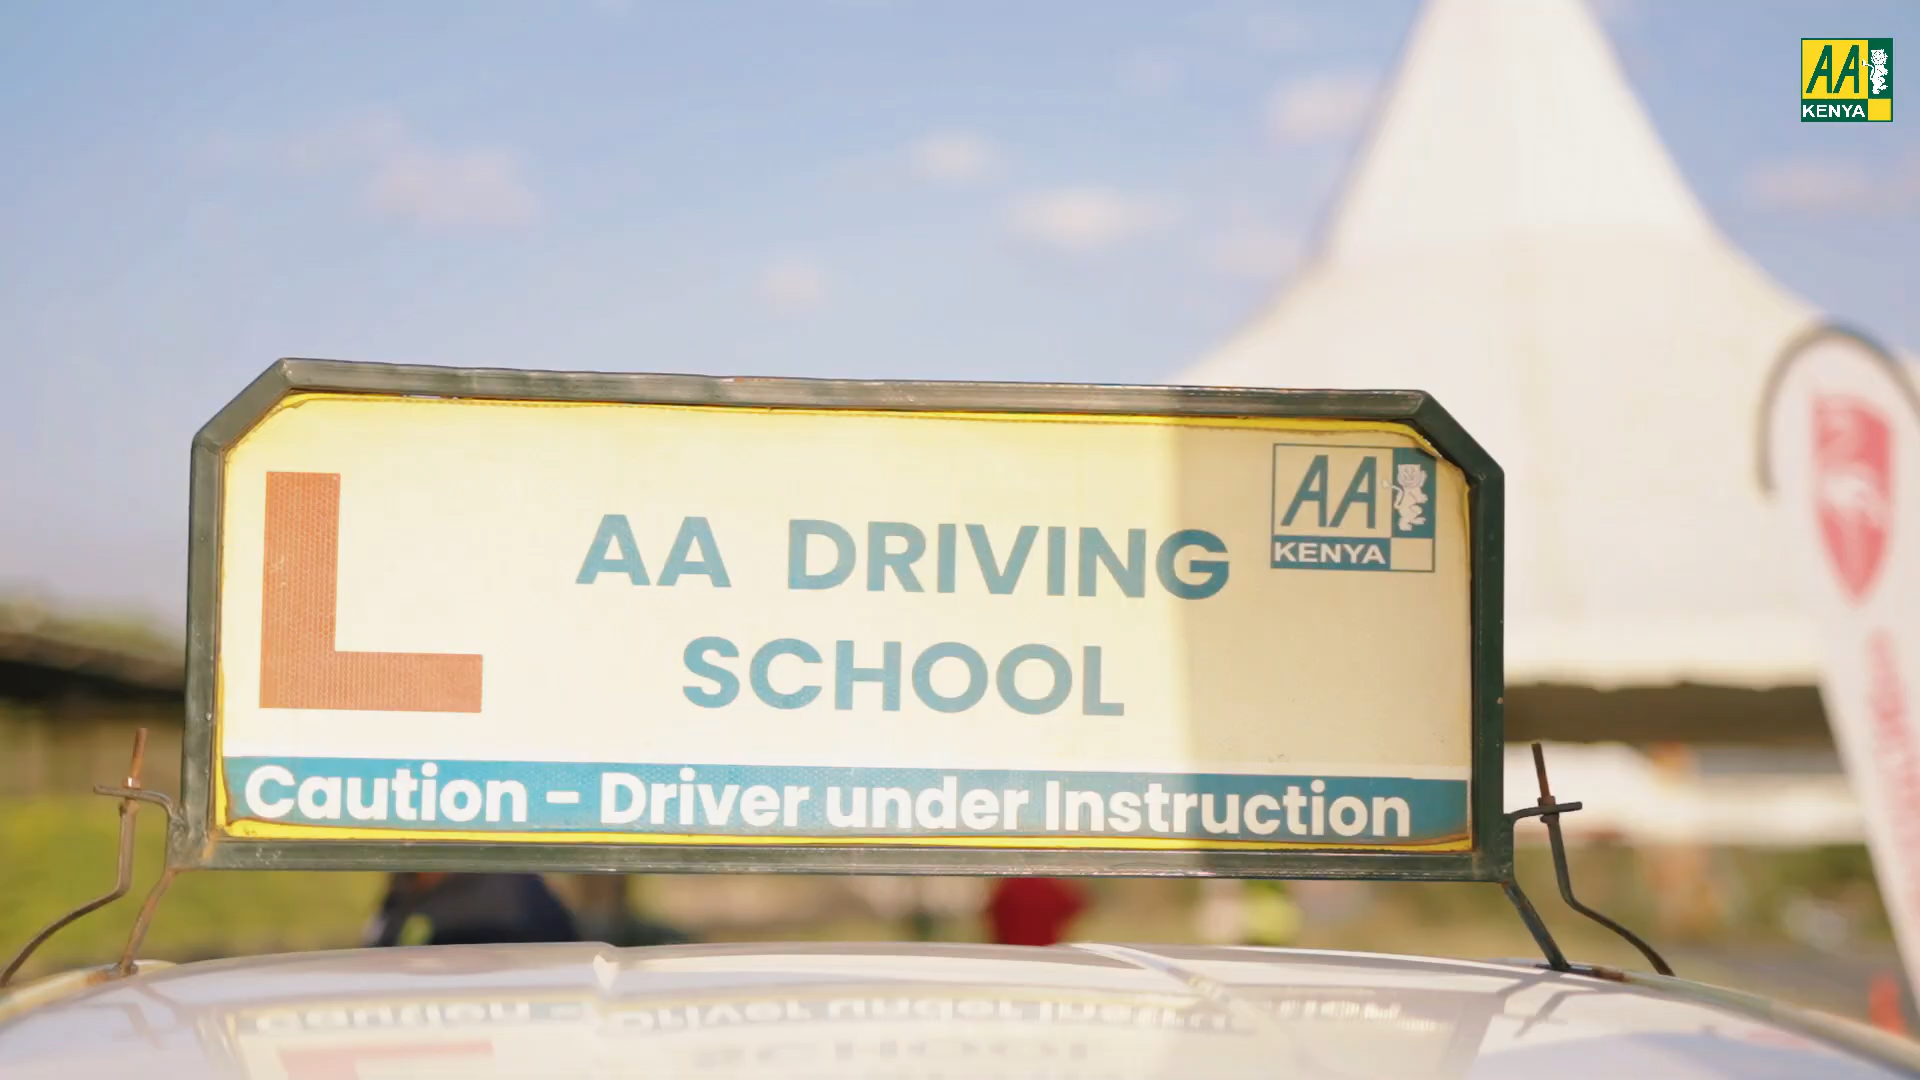 AA
KENYA
L
AA DRIVING
SCHOOL
AA
KENYA
Caution - Driver under Instruction